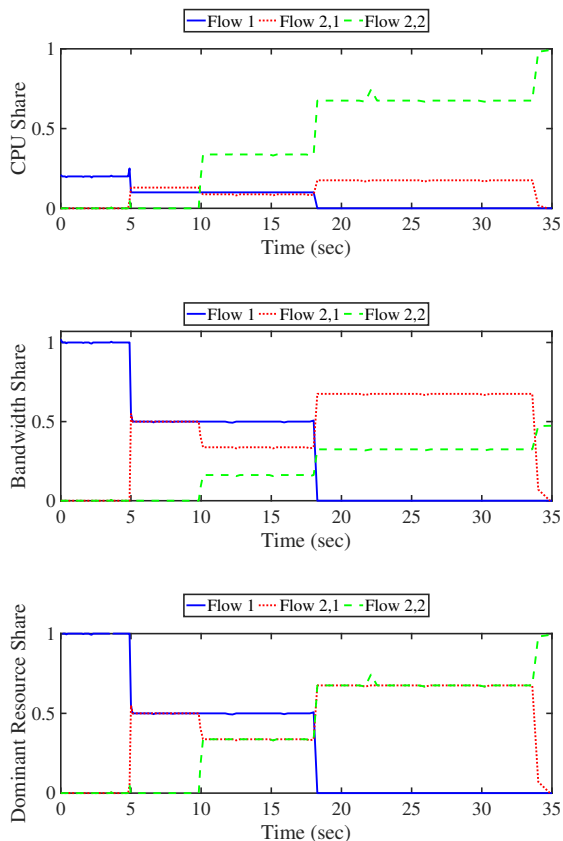 Flow 1 Flow 2,1 Flow 2,2
1
0.5
0
CPU Share
0 5 10 15 20 25 30 35
Time (sec)
Flow 1 Flow 2,1 Flow 2,2
1
0.5
0
Bandwidth Share
0 5 10 15 20 25 30 35
Time (sec)
Flow 1 Flow 2,1 Flow 2,2
1
0.5
0
Dominant Resource Share
0 5 10 15 20 25 30 35
Time (sec)